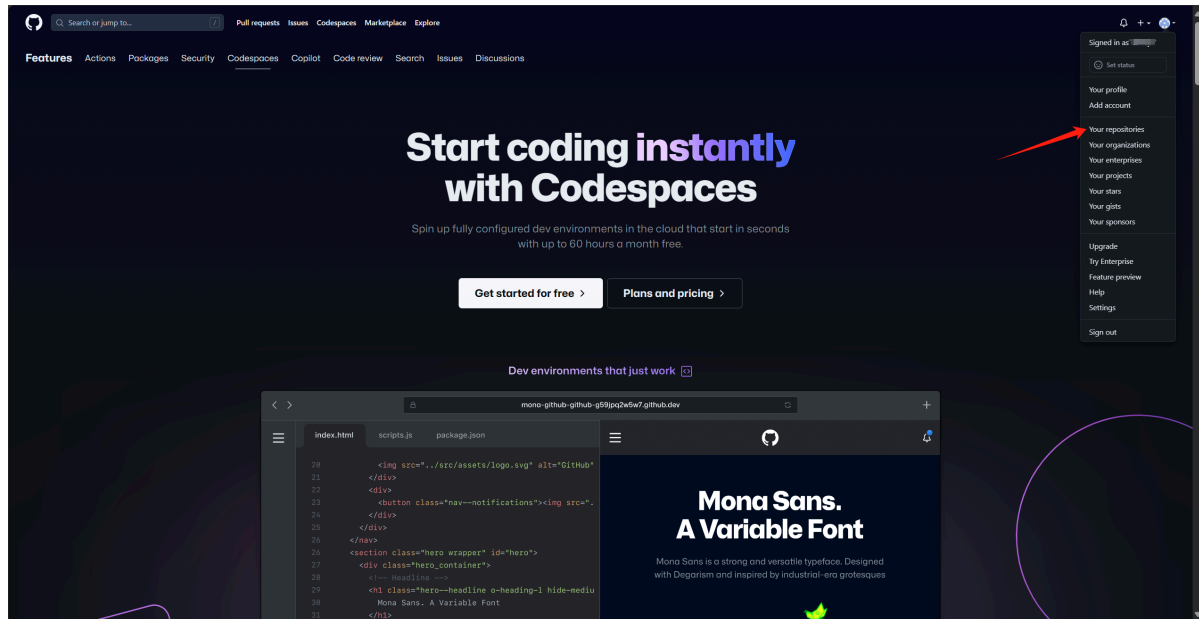 Search or jump to... /
Pull requests Issues Codespaces Marketplace Explore
Features Actions Packages Security Codespaces Copilot Code review Search Issues Discussions
Signed in as
Set status
Your profile
Add account
Your repositories
Your organizations
Your enterprises
Your projects
Your stars
Your gists
Your sponsors
Upgrade
Try Enterprise
Feature preview
Help
Settings
Sign out
Start coding instantly
with Codespaces
Spin up fully configured dev environments in the cloud that start in seconds
with up to 60 hours a month free.
Get started for free >
Plans and pricing >
Dev environments that just work
mona-github-github-g59jpq2w5w7.github.dev
index.html scripts.js package.json
20 <img src="../src/assets/logo.svg" alt="GitHub"
21 </div>
22 <div>
23 <button class="nav--notifications"><img src=".
24 </div>
25 </div>
26 </nav>
26 <section class="hero wrapper" id="hero">
27 <div class="hero_container">
28 <!-- Headline -->
29 <h1 class="hero--headline o-heading-l hide-mediu
30 Mona Sans. A Variable Font
31 </h1>
Mona Sans.
A Variable Font
Mona Sans is a strong and versatile typeface. Designed
with Degarism and inspired by industrial-era grotesques